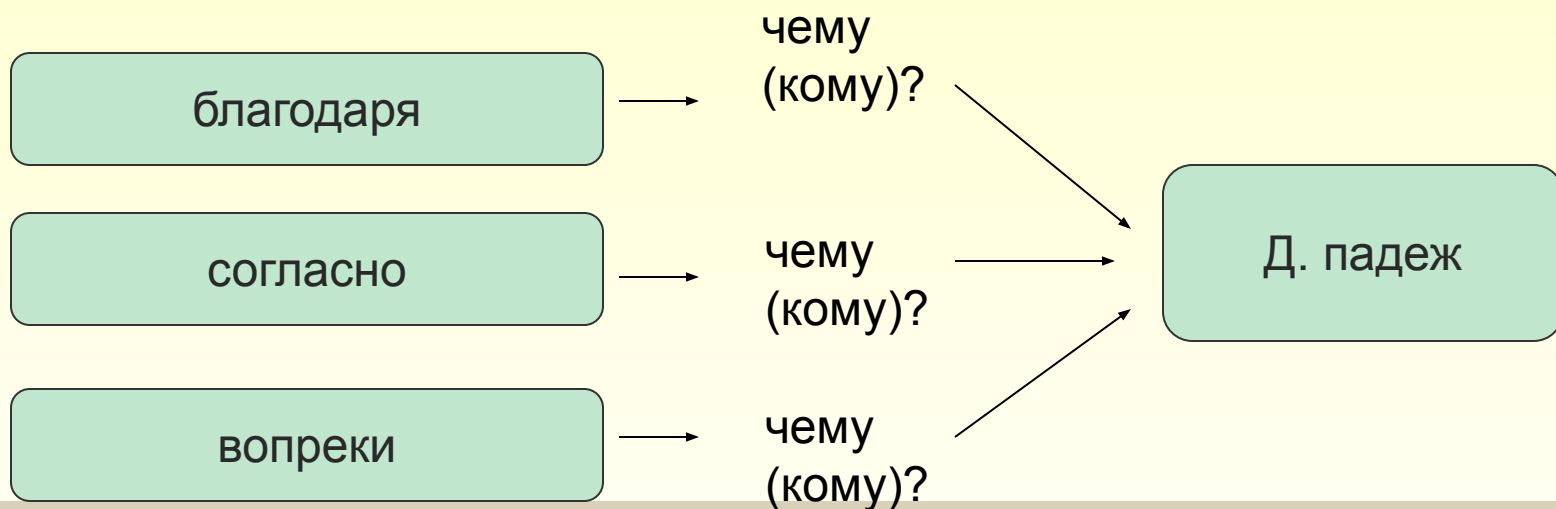 благодаря
чему
(кому)?
согласно
чему
(кому)?
Д. падеж
вопреки
чему
(кому)?